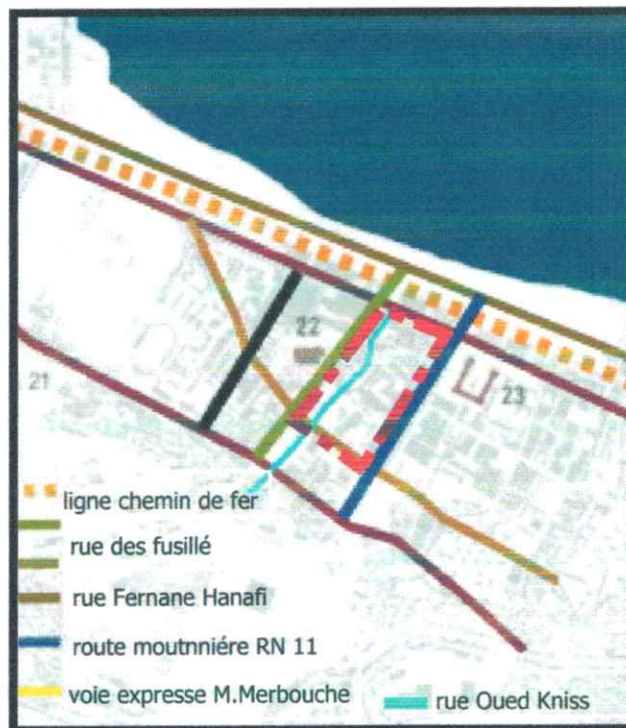 22
23
21
ligne chemin de fer
rue des fusillé
rue Fernane Hanafi
route moutnniére RN 11
voie expresse M.Merbouche
rue Oued Kniss